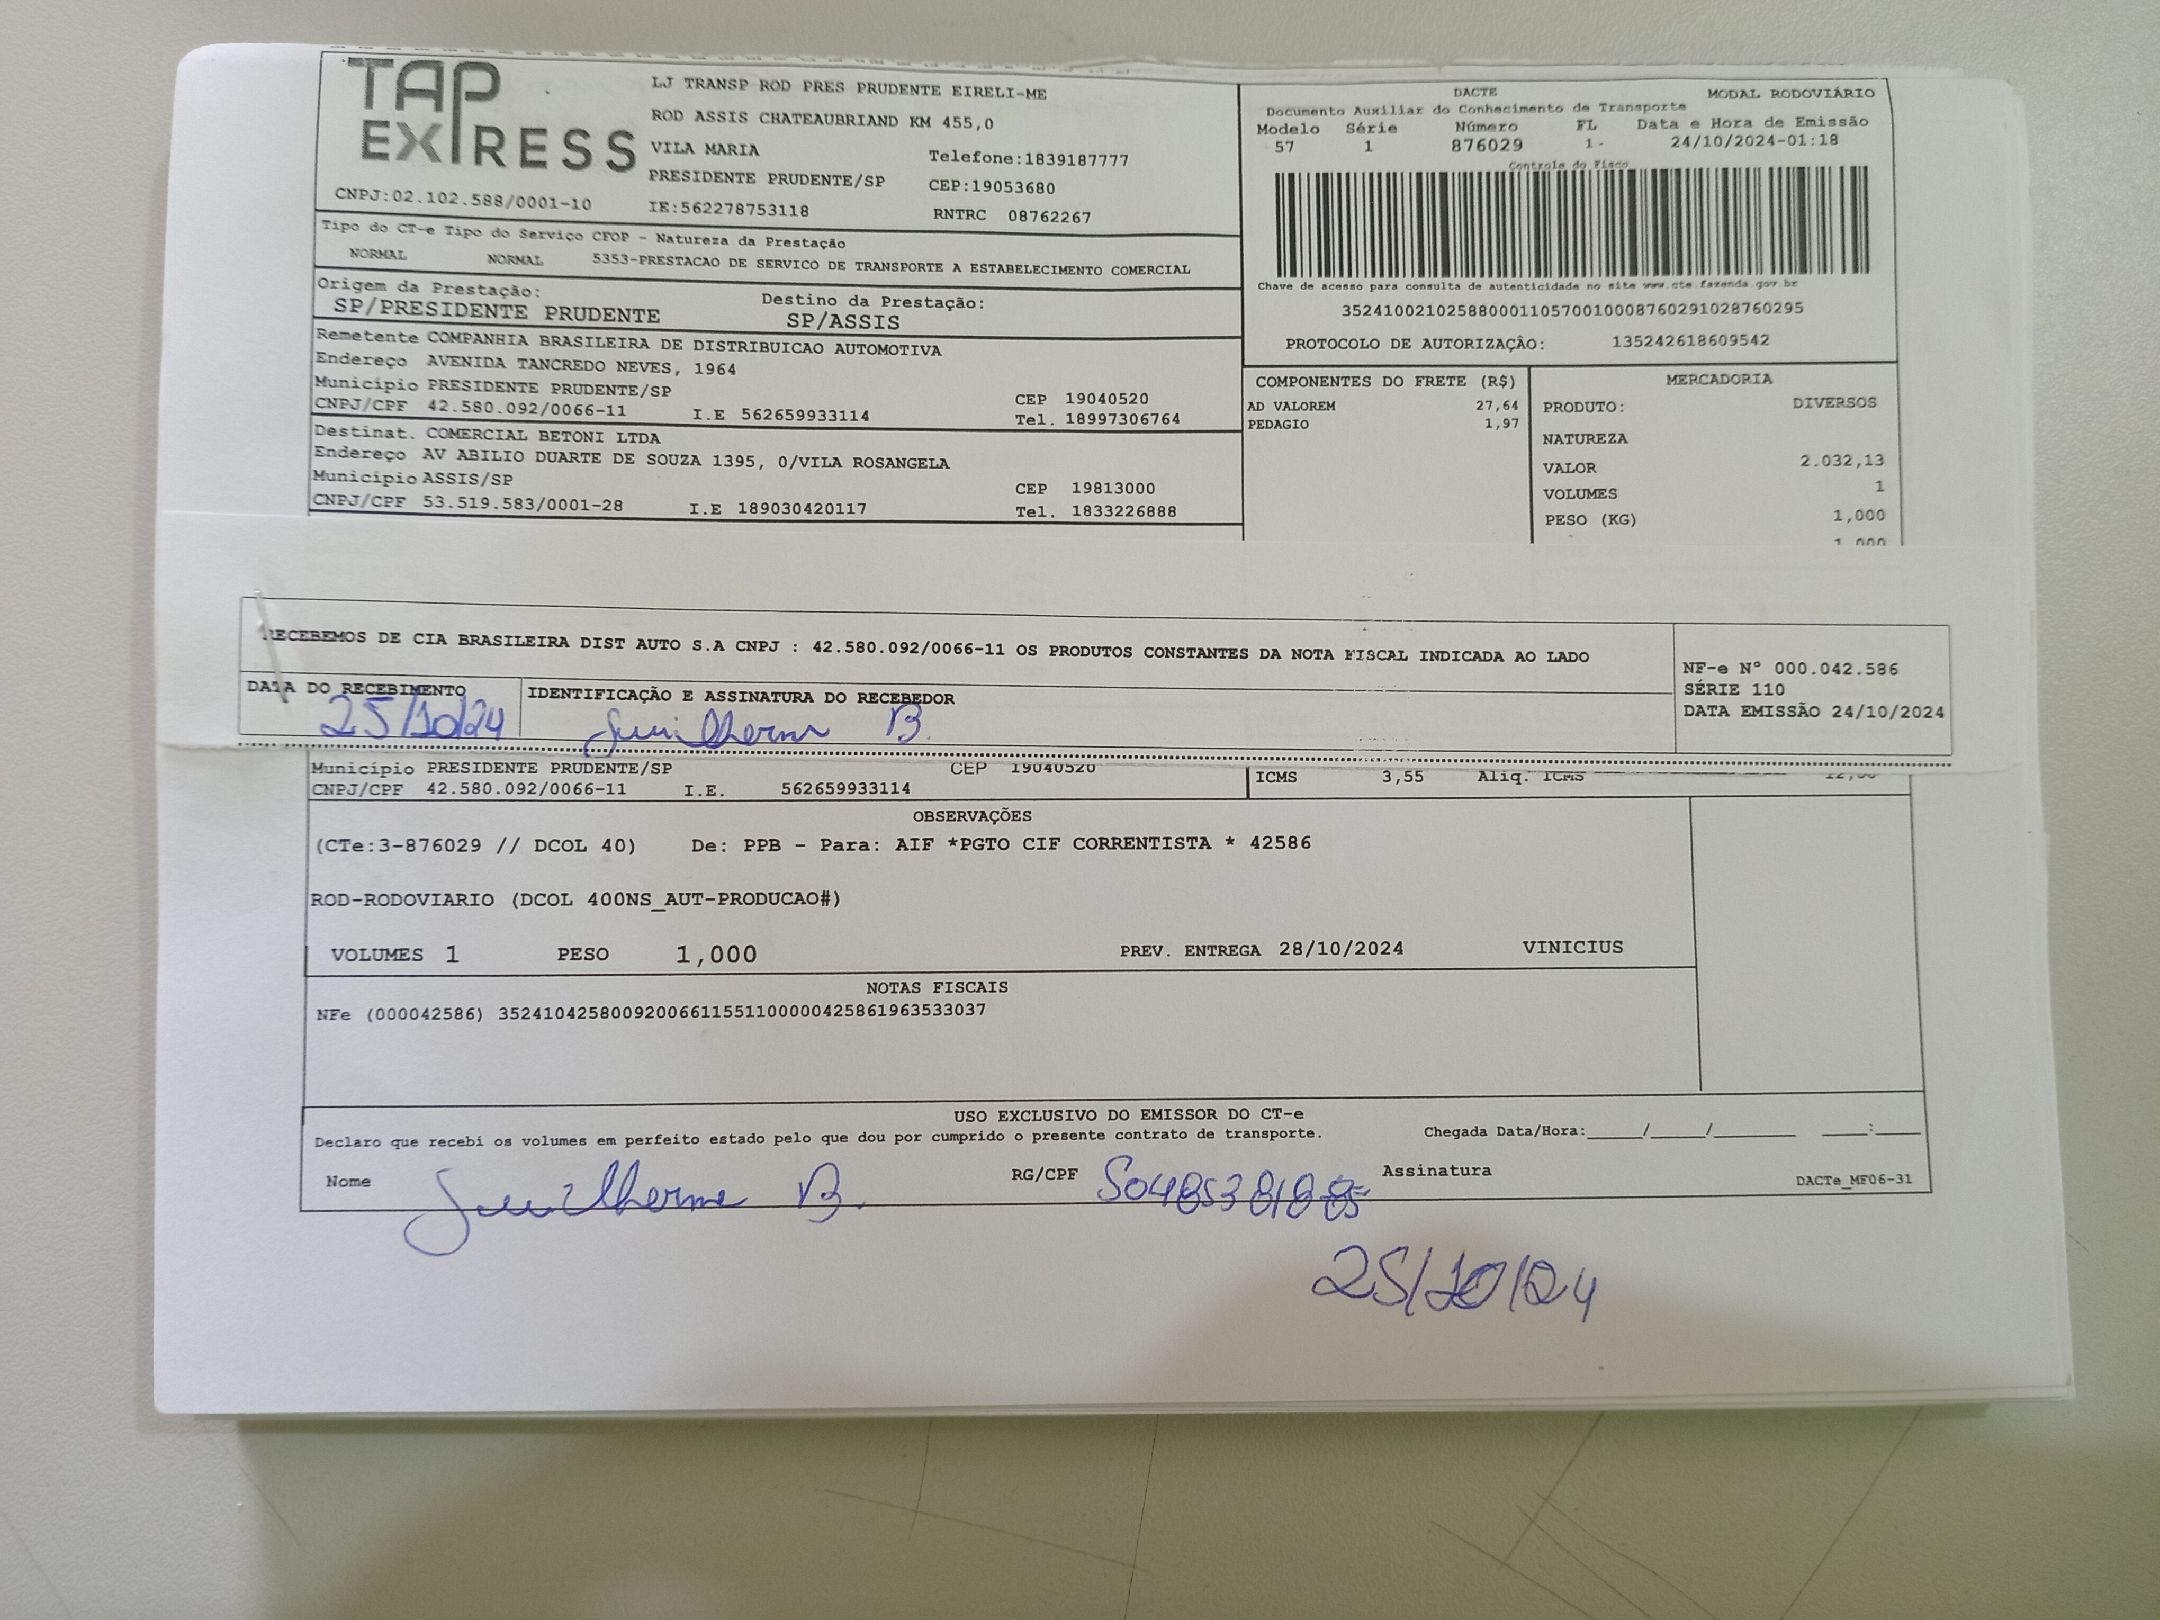 TAP EXPRESS
LJ TRANSP ROD PRES PRUDENTE EIRELI-ME
ROD ASSIS CHATEAUBRIAND KM 455,0
VILA MARIA Telefone:1839187777
PRESIDENTE PRUDENTE/SP CEP:19053680
CNPJ:02.102.588/0001-10 IE:562278753118 RNTRC 08762267
DACTE MODAL RODOVIÁRIO
Documento Auxiliar do Conhecimento de Transporte
Modelo Série Número FL Data e Hora de Emissão
57 1 876029 1- 24/10/2024-01:18
Controle do Fisco
Chave de acesso para consulta de autenticidade no site www.cte.fazenda.gov.br
35241002102588000110570010008760291028760295
PROTOCOLO DE AUTORIZAÇÃO: 135242618609542
Tipo do CT-e Tipo do Serviço CFOP - Natureza da Prestação
NORMAL NORMAL 5353-PRESTACAO DE SERVICO DE TRANSPORTE A ESTABELECIMENTO COMERCIAL
Origem da Prestação: Destino da Prestação:
SP/PRESIDENTE PRUDENTE SP/ASSIS
Remetente COMPANHIA BRASILEIRA DE DISTRIBUICAO AUTOMOTIVA
Endereço AVENIDA TANCREDO NEVES, 1964
Município PRESIDENTE PRUDENTE/SP CEP 19040520
CNPJ/CPF 42.580.092/0066-11 I.E 562659933114 Tel. 18997306764
Destinat. COMERCIAL BETONI LTDA
Endereço AV ABILIO DUARTE DE SOUZA 1395, 0/VILA ROSANGELA
Município ASSIS/SP CEP 19813000
CNPJ/CPF 53.519.583/0001-28 I.E 189030420117 Tel. 1833226888
COMPONENTES DO FRETE (R$)
AD VALOREM 27,64
PEDAGIO 1,97
MERCADORIA
PRODUTO: DIVERSOS
NATUREZA
VALOR 2.032,13
VOLUMES 1
PESO (KG) 1,000
1,000
RECEBEMOS DE CIA BRASILEIRA DIST AUTO S.A CNPJ : 42.580.092/0066-11 OS PRODUTOS CONSTANTES DA NOTA FISCAL INDICADA AO LADO
DATA DO RECEBIMENTO IDENTIFICAÇÃO E ASSINATURA DO RECEBEDOR
25/10/24 Guilherme B.
NF-e Nº 000.042.586
SÉRIE 110
DATA EMISSÃO 24/10/2024
Município PRESIDENTE PRUDENTE/SP CEP 19040520
CNPJ/CPF 42.580.092/0066-11 I.E. 562659933114
ICMS 3,55 Aliq. ICMS
OBSERVAÇÕES
(CTe:3-876029 // DCOL 40) De: PPB - Para: AIF *PGTO CIF CORRENTISTA * 42586
ROD-RODOVIARIO (DCOL 400NS_AUT-PRODUCAO#)
VOLUMES 1 PESO 1,000 PREV. ENTREGA 28/10/2024 VINICIUS
NOTAS FISCAIS
NFe (000042586) 35241042580092006611551100000425861963533037
USO EXCLUSIVO DO EMISSOR DO CT-e
Declaro que recebi os volumes em perfeito estado pelo que dou por cumprido o presente contrato de transporte. Chegada Data/Hora:____/____/______ ____:____
Nome Guilherme B. RG/CPF Assinatura DACTe_MF06-31
25/10/24